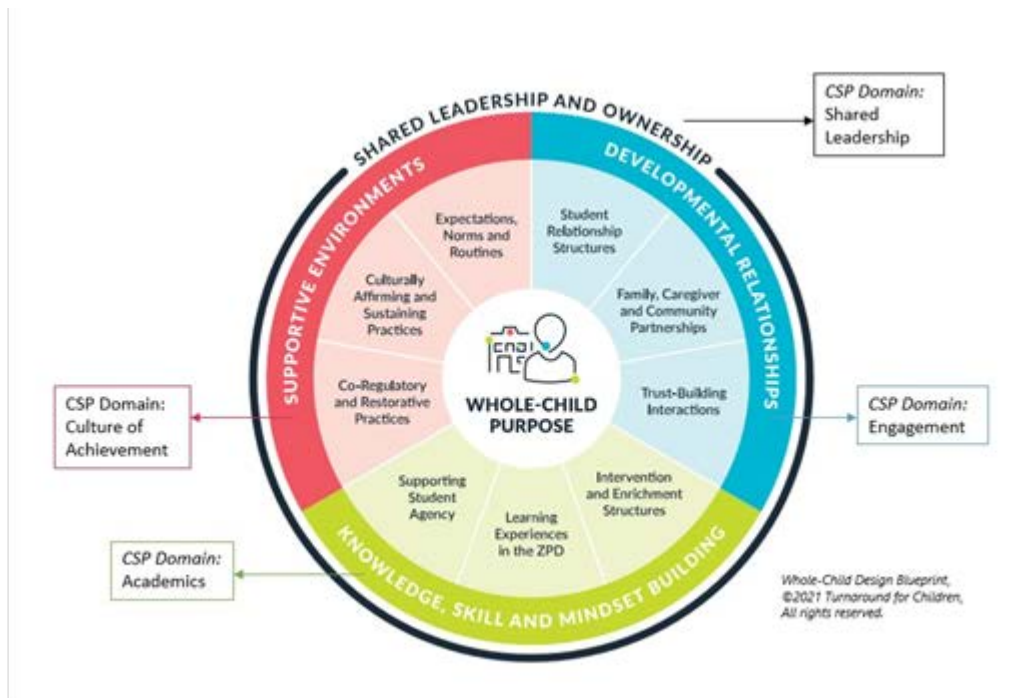 SHARED LEADERSHIP AND OWNERSHIP
CSP Domain:
Shared
Leadership
SUPPORTIVE ENVIRONMENTS
DEVELOPMENTAL RELATIONSHIPS
Expectations,
Norms and
Routines
Student
Relationship
Structures
Culturally
Affirming and
Sustaining
Practices
Family, Caregiver
and Community
Partnerships
Co-Regulatory
and Restorative
Practices
WHOLE-CHILD
PURPOSE
Trust-Building
Interactions
CSP Domain:
Culture of
Achievement
CSP Domain:
Engagement
Supporting
Student
Agency
Learning
Experiences
in the ZPD
Intervention
and Enrichment
Structures
KNOWLEDGE, SKILL AND MINDSET BUILDING
CSP Domain:
Academics
Whole-Child Design Blueprint,
©2021 Turnaround for Children,
All rights reserved.